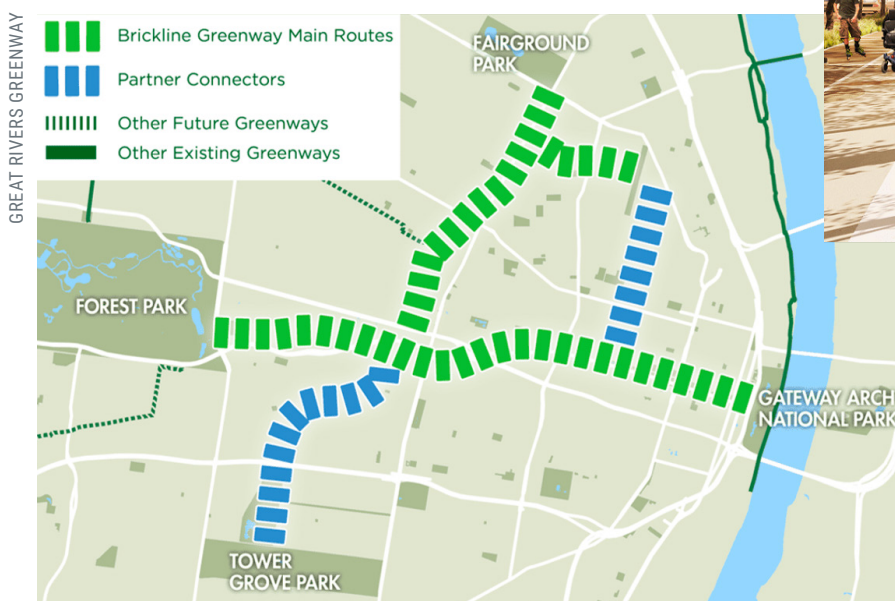 GREAT RIVERS GREENWAY
Brickline Greenway Main Routes
Partner Connectors
Other Future Greenways
Other Existing Greenways
FAIRGROUND
PARK
FOREST PARK
GATEWAY ARCH
NATIONAL PARK
TOWER
GROVE PARK